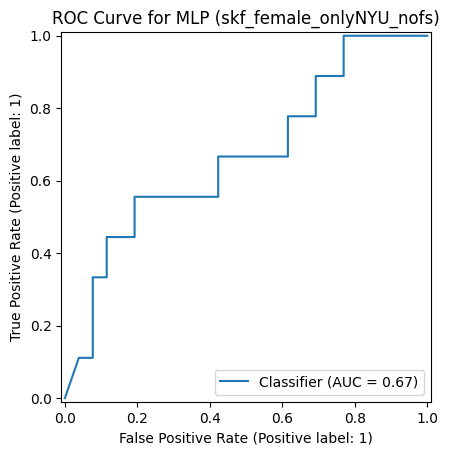 ROC Curve for MLP (skf_female_onlyNYU_nofs)
1.0
0.8
0.6
0.4
0.2
0.0
True Positive Rate (Positive label: 1)
Classifier (AUC = 0.67)
0.0 0.2 0.4 0.6 0.8 1.0
False Positive Rate (Positive label: 1)